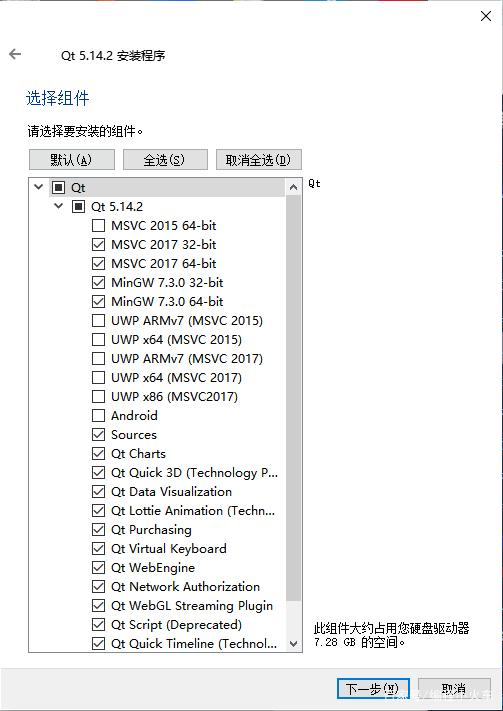 Qt 5.14.2 安装程序
选择组件
请选择要安装的组件。
默认(A) 全选(S) 取消全选(D)
Qt
Qt
Qt 5.14.2
MSVC 2015 64-bit
MSVC 2017 32-bit
MSVC 2017 64-bit
MinGW 7.3.0 32-bit
MinGW 7.3.0 64-bit
UWP ARMv7 (MSVC 2015)
UWP x64 (MSVC 2015)
UWP ARMv7 (MSVC 2017)
UWP x64 (MSVC 2017)
UWP x86 (MSVC2017)
Android
Sources
Qt Charts
Qt Quick 3D (Technology P...
Qt Data Visualization
Qt Lottie Animation (Techn...
Qt Purchasing
Qt Virtual Keyboard
Qt WebEngine
Qt Network Authorization
Qt WebGL Streaming Plugin
Qt Script (Deprecated)
Qt Quick Timeline (Technol...
此组件大约占用您硬盘驱动器
7.28 GB 的空间。
下一步(N) 取消